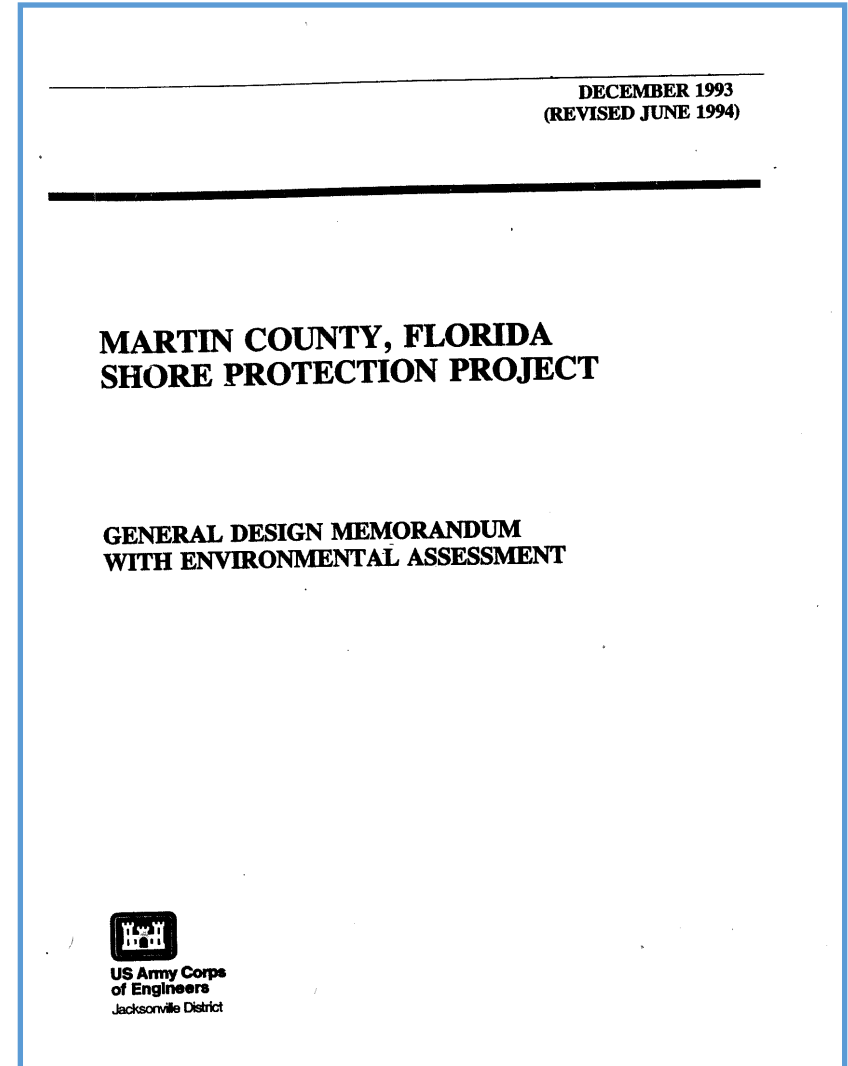 DECEMBER 1993
(REVISED JUNE 1994)
MARTIN COUNTY, FLORIDA
SHORE PROTECTION PROJECT
GENERAL DESIGN MEMORANDUM
WITH ENVIRONMENTAL ASSESSMENT
US Army Corps
of Engineers
Jacksonville District